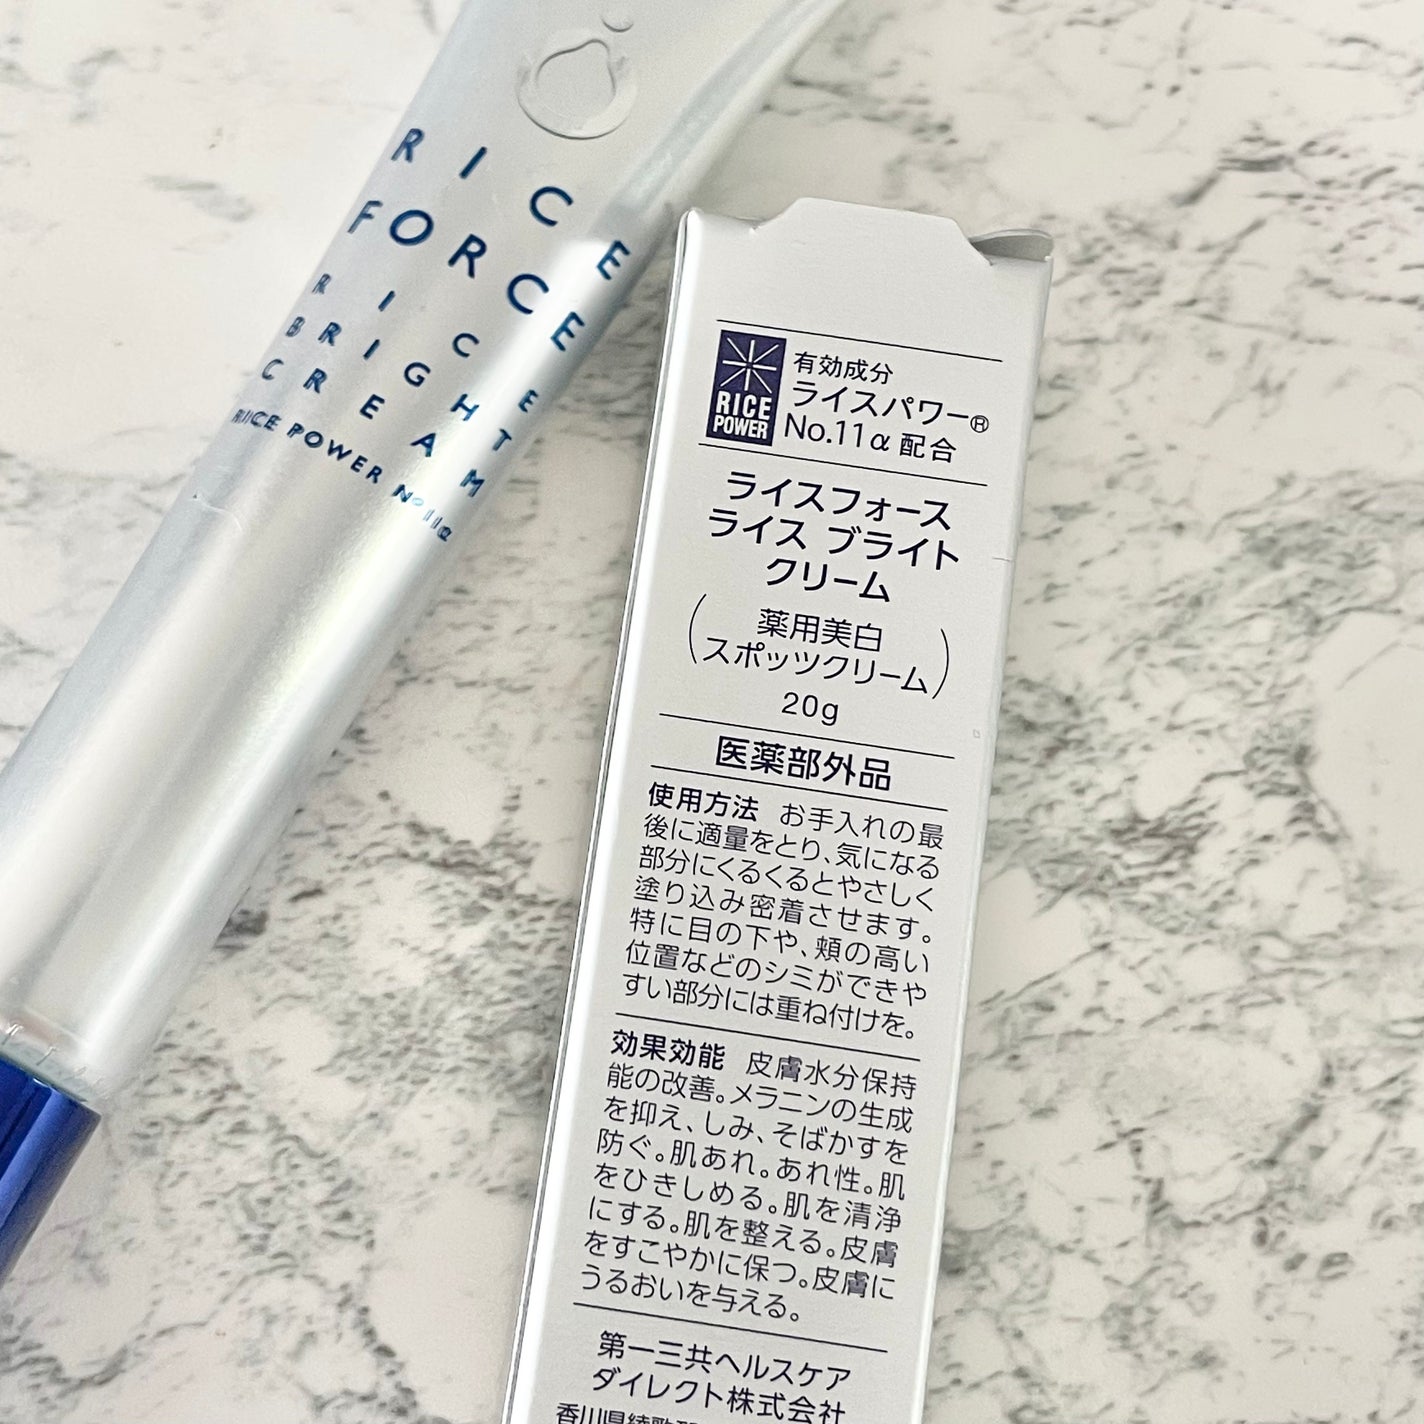 RICE
FORCE
RICE
BRIGHT
CREAM
RICE POWER No11α
RICE
POWER
有効成分
ライスパワー®
No.11α 配合
ライスフォース
ライス ブライト
クリーム
(薬用美白
スポッツクリーム)
20g
医薬部外品
使用方法 お手入れの最
後に適量をとり、気になる
部分にくるくるとやさしく
塗り込み密着させます。
特に目の下や、頬の高い
位置などのシミができや
すい部分には重ね付けを。
効果効能 皮膚水分保持
能の改善。メラニンの生成
を抑え、しみ、そばかすを
防ぐ。肌あれ。あれ性。肌
をひきしめる。肌を清浄
にする。肌を整える。皮膚
をすこやかに保つ。皮膚に
うるおいを与える。
第一三共ヘルスケア
ダイレクト株式会社
香川県綾歌郡